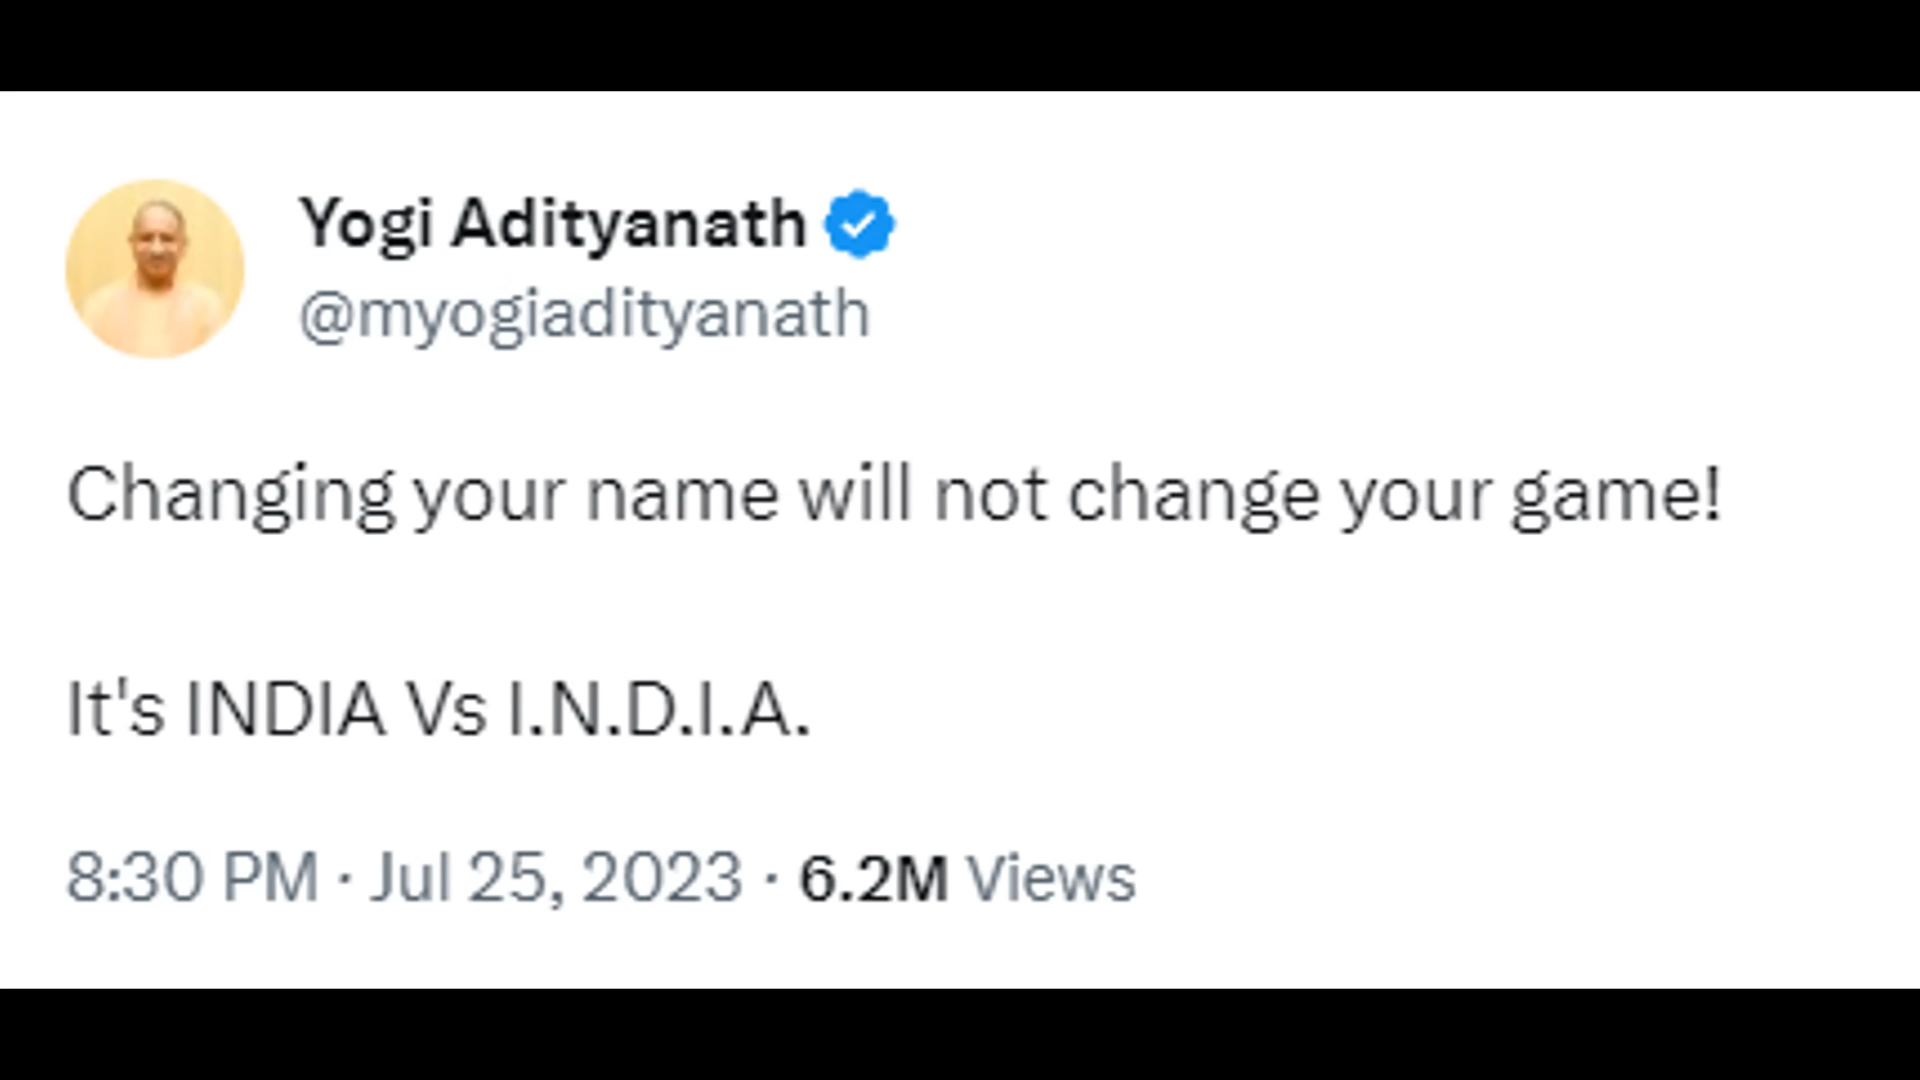 Yogi Adityanath
@myogiadityanath
Changing your name will not change your game!
It's INDIA Vs I.N.D.I.A.
8:30 PM · Jul 25, 2023 · 6.2M Views